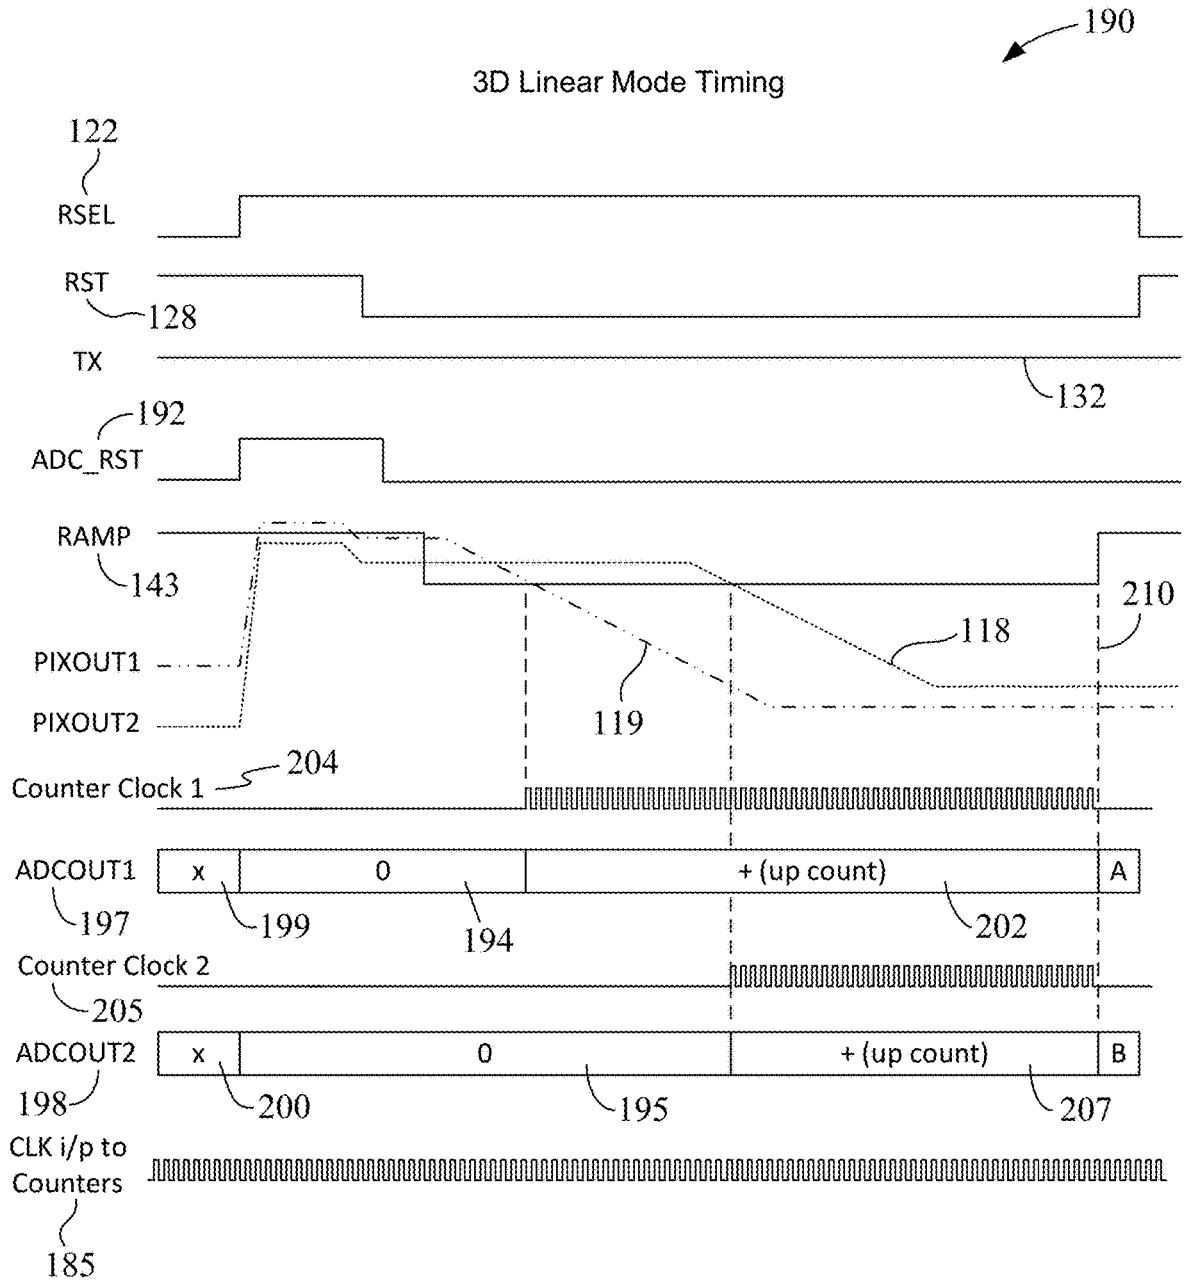 190
3D Linear Mode Timing
122
RSEL
RST
128
TX
132
192
ADC_RST
RAMP
143
210
118
PIXOUT1
119
PIXOUT2
204
Counter Clock 1
ADCOUT1
x
0
+ (up count)
A
197
199
194
202
Counter Clock 2
205
ADCOUT2
x
0
+ (up count)
B
198
200
195
207
CLK i/p to
Counters
185